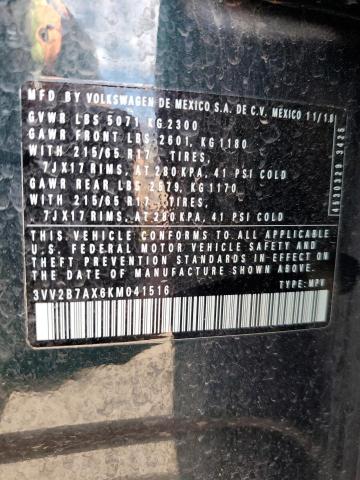 MFD BY VOLKSWAGEN DE MEXICO S.A. DE C.V. MEXICO 11/18
GVWR LBS 5071 KG 2300
GAWR FRONT LBS 2601, KG 1180
WITH 215/65 R17 TIRES,
7JX17 RIMS, AT 280 KPA, 41 PSI COLD
GAWR REAR LBS 2579, KG 1170
WITH 215/65 R17 TIRES,
7JX17 RIMS, AT 280 KPA, 41 PSI COLD
THIS VEHICLE CONFORMS TO ALL APPLICABLE
U.S. FEDERAL MOTOR VEHICLE SAFETY AND
THEFT PREVENTION STANDARDS IN EFFECT
ON THE DATE OF MANUFACTURE SHOWN ABOVE
3VV2B7AX6KM041516 TYPE: MPV